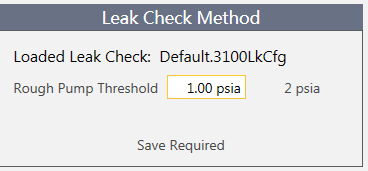 Leak Check Method
Loaded Leak Check: Default.3100LkCfg
Rough Pump Threshold 1.00 psia 2 psia
Save Required